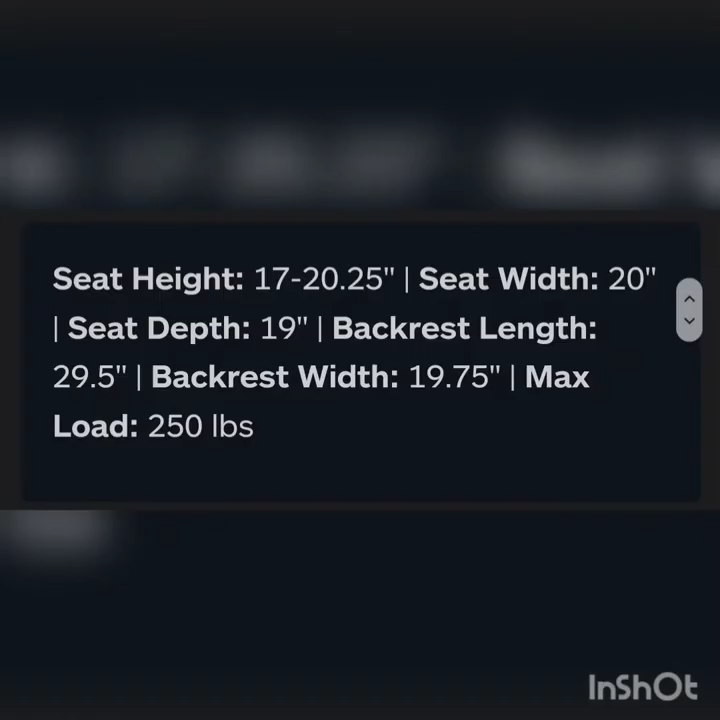 Seat Height: 17-20.25" | Seat Width: 20"
| Seat Depth: 19" | Backrest Length:
29.5" | Backrest Width: 19.75" | Max
Load: 250 lbs
InShOt